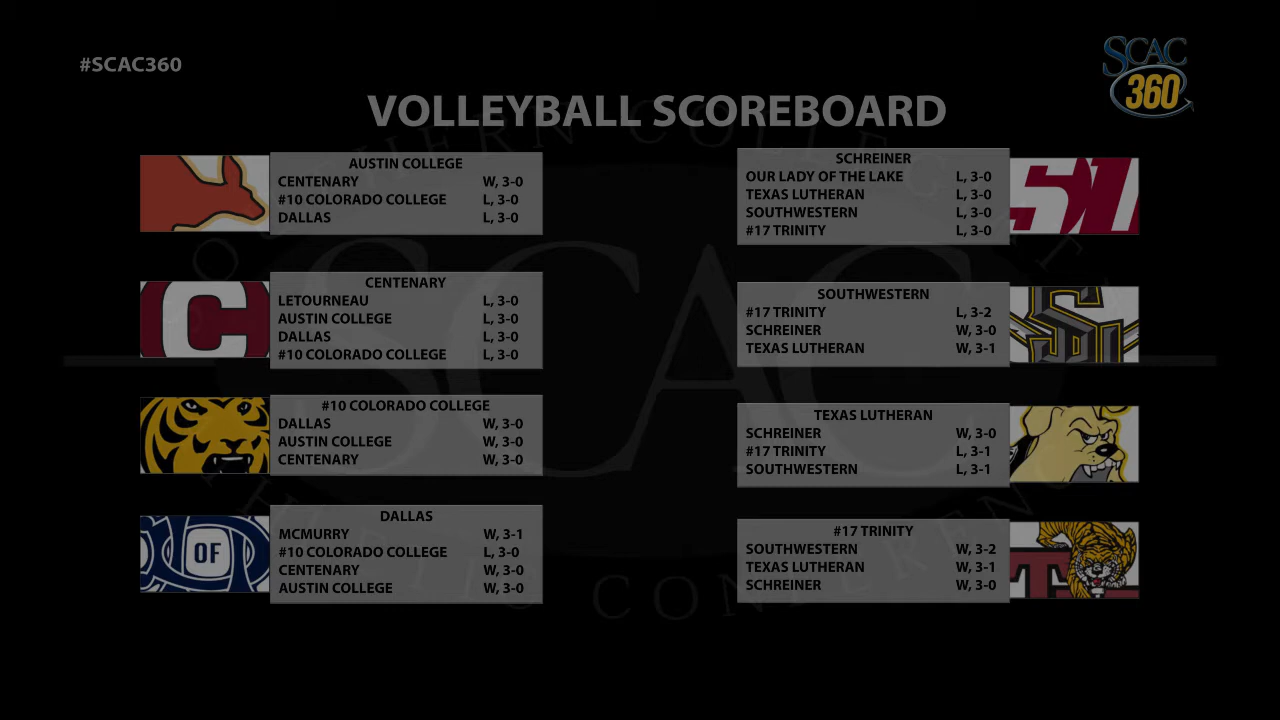 #SCAC360
SCAC
360
VOLLEYBALL SCOREBOARD
AUSTIN COLLEGE
CENTENARY W, 3-0
#10 COLORADO COLLEGE L, 3-0
DALLAS L, 3-0
CENTENARY
LETOURNEAU L, 3-0
AUSTIN COLLEGE L, 3-0
DALLAS L, 3-0
#10 COLORADO COLLEGE L, 3-0
C
#10 COLORADO COLLEGE
DALLAS W, 3-0
AUSTIN COLLEGE W, 3-0
CENTENARY W, 3-0
DALLAS
MCMURRY W, 3-1
#10 COLORADO COLLEGE L, 3-0
CENTENARY W, 3-0
AUSTIN COLLEGE W, 3-0
OF
SCHREINER
OUR LADY OF THE LAKE L, 3-0
TEXAS LUTHERAN L, 3-0
SOUTHWESTERN L, 3-0
#17 TRINITY L, 3-0
SU
SOUTHWESTERN
#17 TRINITY L, 3-2
SCHREINER W, 3-0
TEXAS LUTHERAN W, 3-1
TEXAS LUTHERAN
SCHREINER W, 3-0
#17 TRINITY L, 3-1
SOUTHWESTERN L, 3-1
#17 TRINITY
SOUTHWESTERN W, 3-2
TEXAS LUTHERAN W, 3-1
SCHREINER W, 3-0
T
SCAC